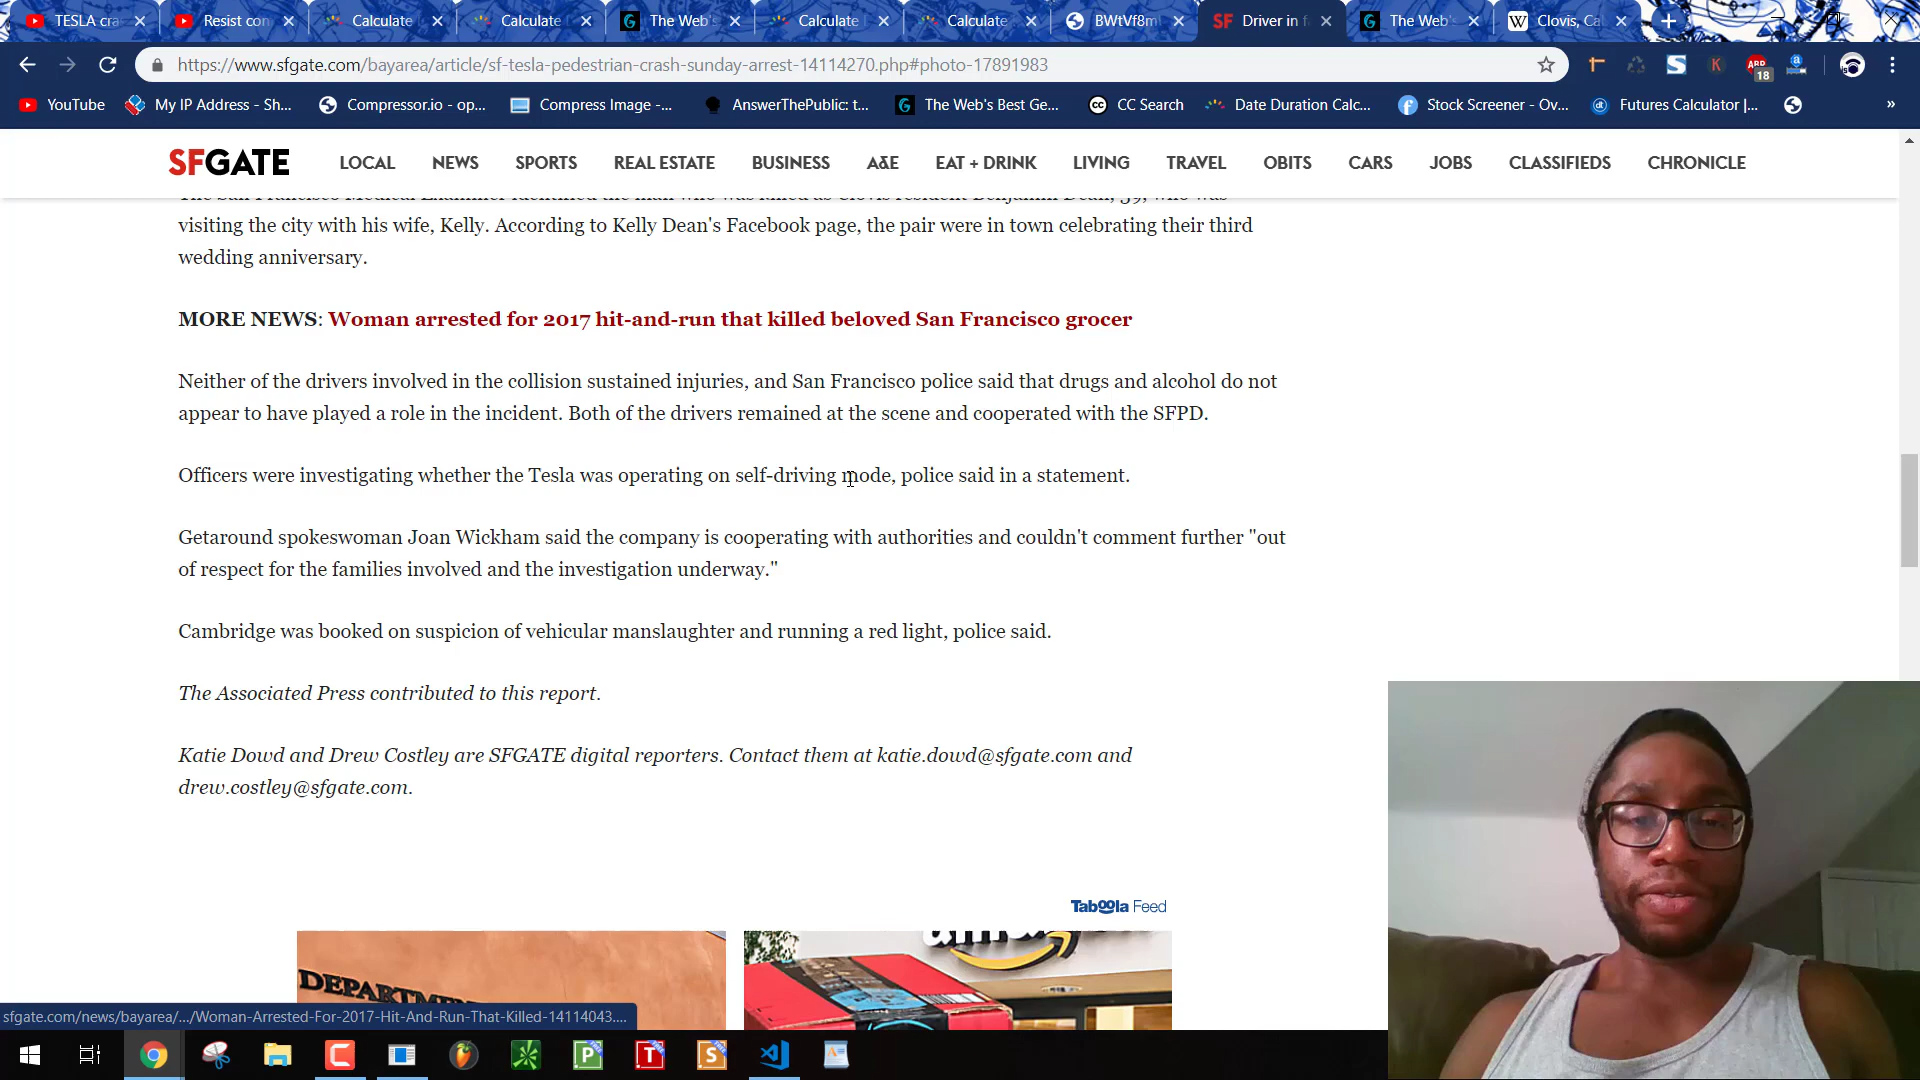 TESLA cra
Resist con
Calculate
Calculate
The Web's
Calculate
Calculate
BWtVf8m
Driver in f
The Web's
Clovis, Ca
https://www.sfgate.com/bayarea/article/sf-tesla-pedestrian-crash-sunday-arrest-14114270.php#photo-17891983
ABP
18
YouTube
My IP Address - Sh...
Compressor.io - op...
Compress Image -...
AnswerThePublic: t...
The Web's Best Ge...
CC Search
Date Duration Calc...
Stock Screener - Ov...
Futures Calculator |...
»
SFGATE
LOCAL
NEWS
SPORTS
REAL ESTATE
BUSINESS
A&E
EAT + DRINK
LIVING
TRAVEL
OBITS
CARS
JOBS
CLASSIFIEDS
CHRONICLE
The San Francisco Medical Examiner identified the man who was killed as Clovis resident Benjamin Dean, 39, who was
visiting the city with his wife, Kelly. According to Kelly Dean's Facebook page, the pair were in town celebrating their third
wedding anniversary.
MORE NEWS: Woman arrested for 2017 hit-and-run that killed beloved San Francisco grocer
Neither of the drivers involved in the collision sustained injuries, and San Francisco police said that drugs and alcohol do not
appear to have played a role in the incident. Both of the drivers remained at the scene and cooperated with the SFPD.
Officers were investigating whether the Tesla was operating on self-driving mode, police said in a statement.
Getaround spokeswoman Joan Wickham said the company is cooperating with authorities and couldn't comment further "out
of respect for the families involved and the investigation underway."
Cambridge was booked on suspicion of vehicular manslaughter and running a red light, police said.
The Associated Press contributed to this report.
Katie Dowd and Drew Costley are SFGATE digital reporters. Contact them at katie.dowd@sfgate.com and
drew.costley@sfgate.com.
Taboola Feed
sfgate.com/news/bayarea/.../Woman-Arrested-For-2017-Hit-And-Run-That-Killed-14114043....